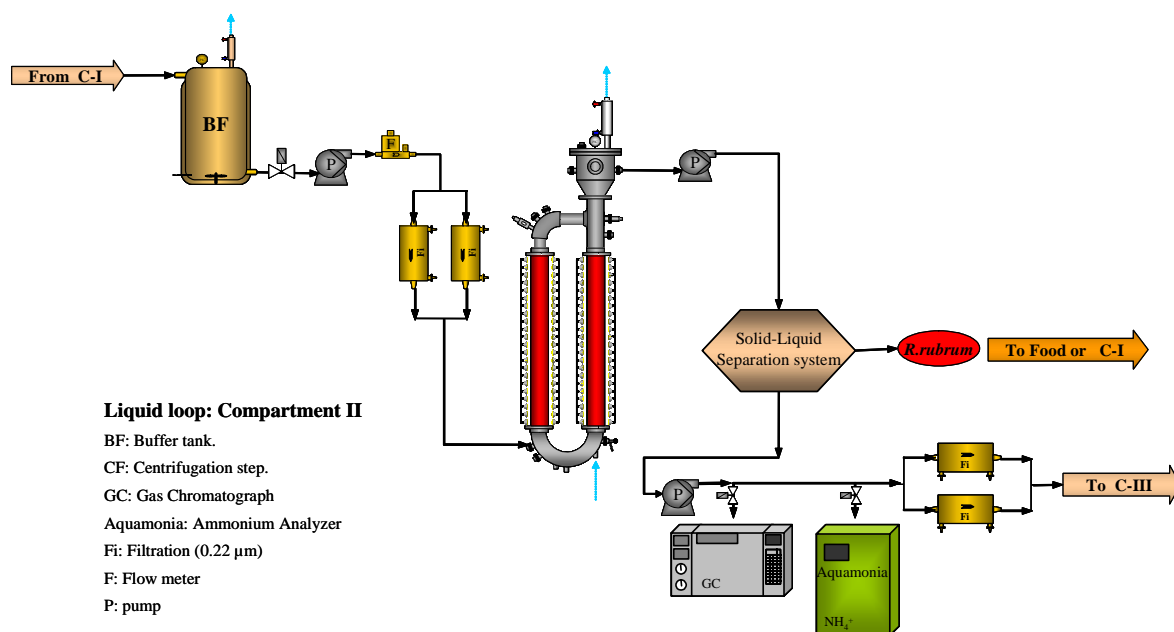 From C-I
BF
P
F
Fi
Fi
P
Solid-Liquid
Separation system
R.rubrum
To Food or C-I
Liquid loop: Compartment II
BF: Buffer tank.
CF: Centrifugation step.
GC: Gas Chromatograph
Aquamonia: Ammonium Analyzer
Fi: Filtration (0.22 µm)
F: Flow meter
P: pump
P
GC
Aquamonia
NH₄⁺
Fi
Fi
To C-III